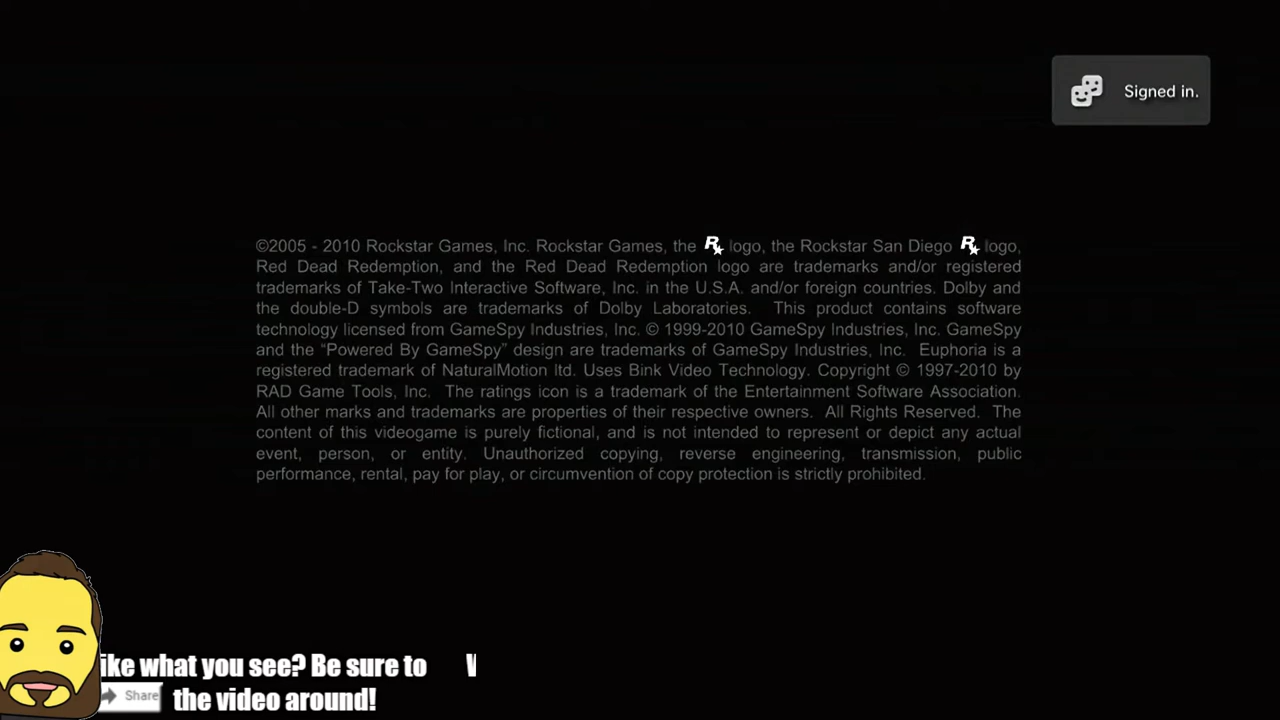 Signed in.
©2005 - 2010 Rockstar Games, Inc. Rockstar Games, the R logo, the Rockstar San Diego R logo,
Red Dead Redemption, and the Red Dead Redemption logo are trademarks and/or registered
trademarks of Take-Two Interactive Software, Inc. in the U.S.A. and/or foreign countries. Dolby and
the double-D symbols are trademarks of Dolby Laboratories. This product contains software
technology licensed from GameSpy Industries, Inc. © 1999-2010 GameSpy Industries, Inc. GameSpy
and the “Powered By GameSpy” design are trademarks of GameSpy Industries, Inc. Euphoria is a
registered trademark of NaturalMotion ltd. Uses Bink Video Technology. Copyright © 1997-2010 by
RAD Game Tools, Inc. The ratings icon is a trademark of the Entertainment Software Association.
All other marks and trademarks are properties of their respective owners. All Rights Reserved. The
content of this videogame is purely fictional, and is not intended to represent or depict any actual
event, person, or entity. Unauthorized copying, reverse engineering, transmission, public
performance, rental, pay for play, or circumvention of copy protection is strictly prohibited.
ike what you see? Be sure to
Share the video around!